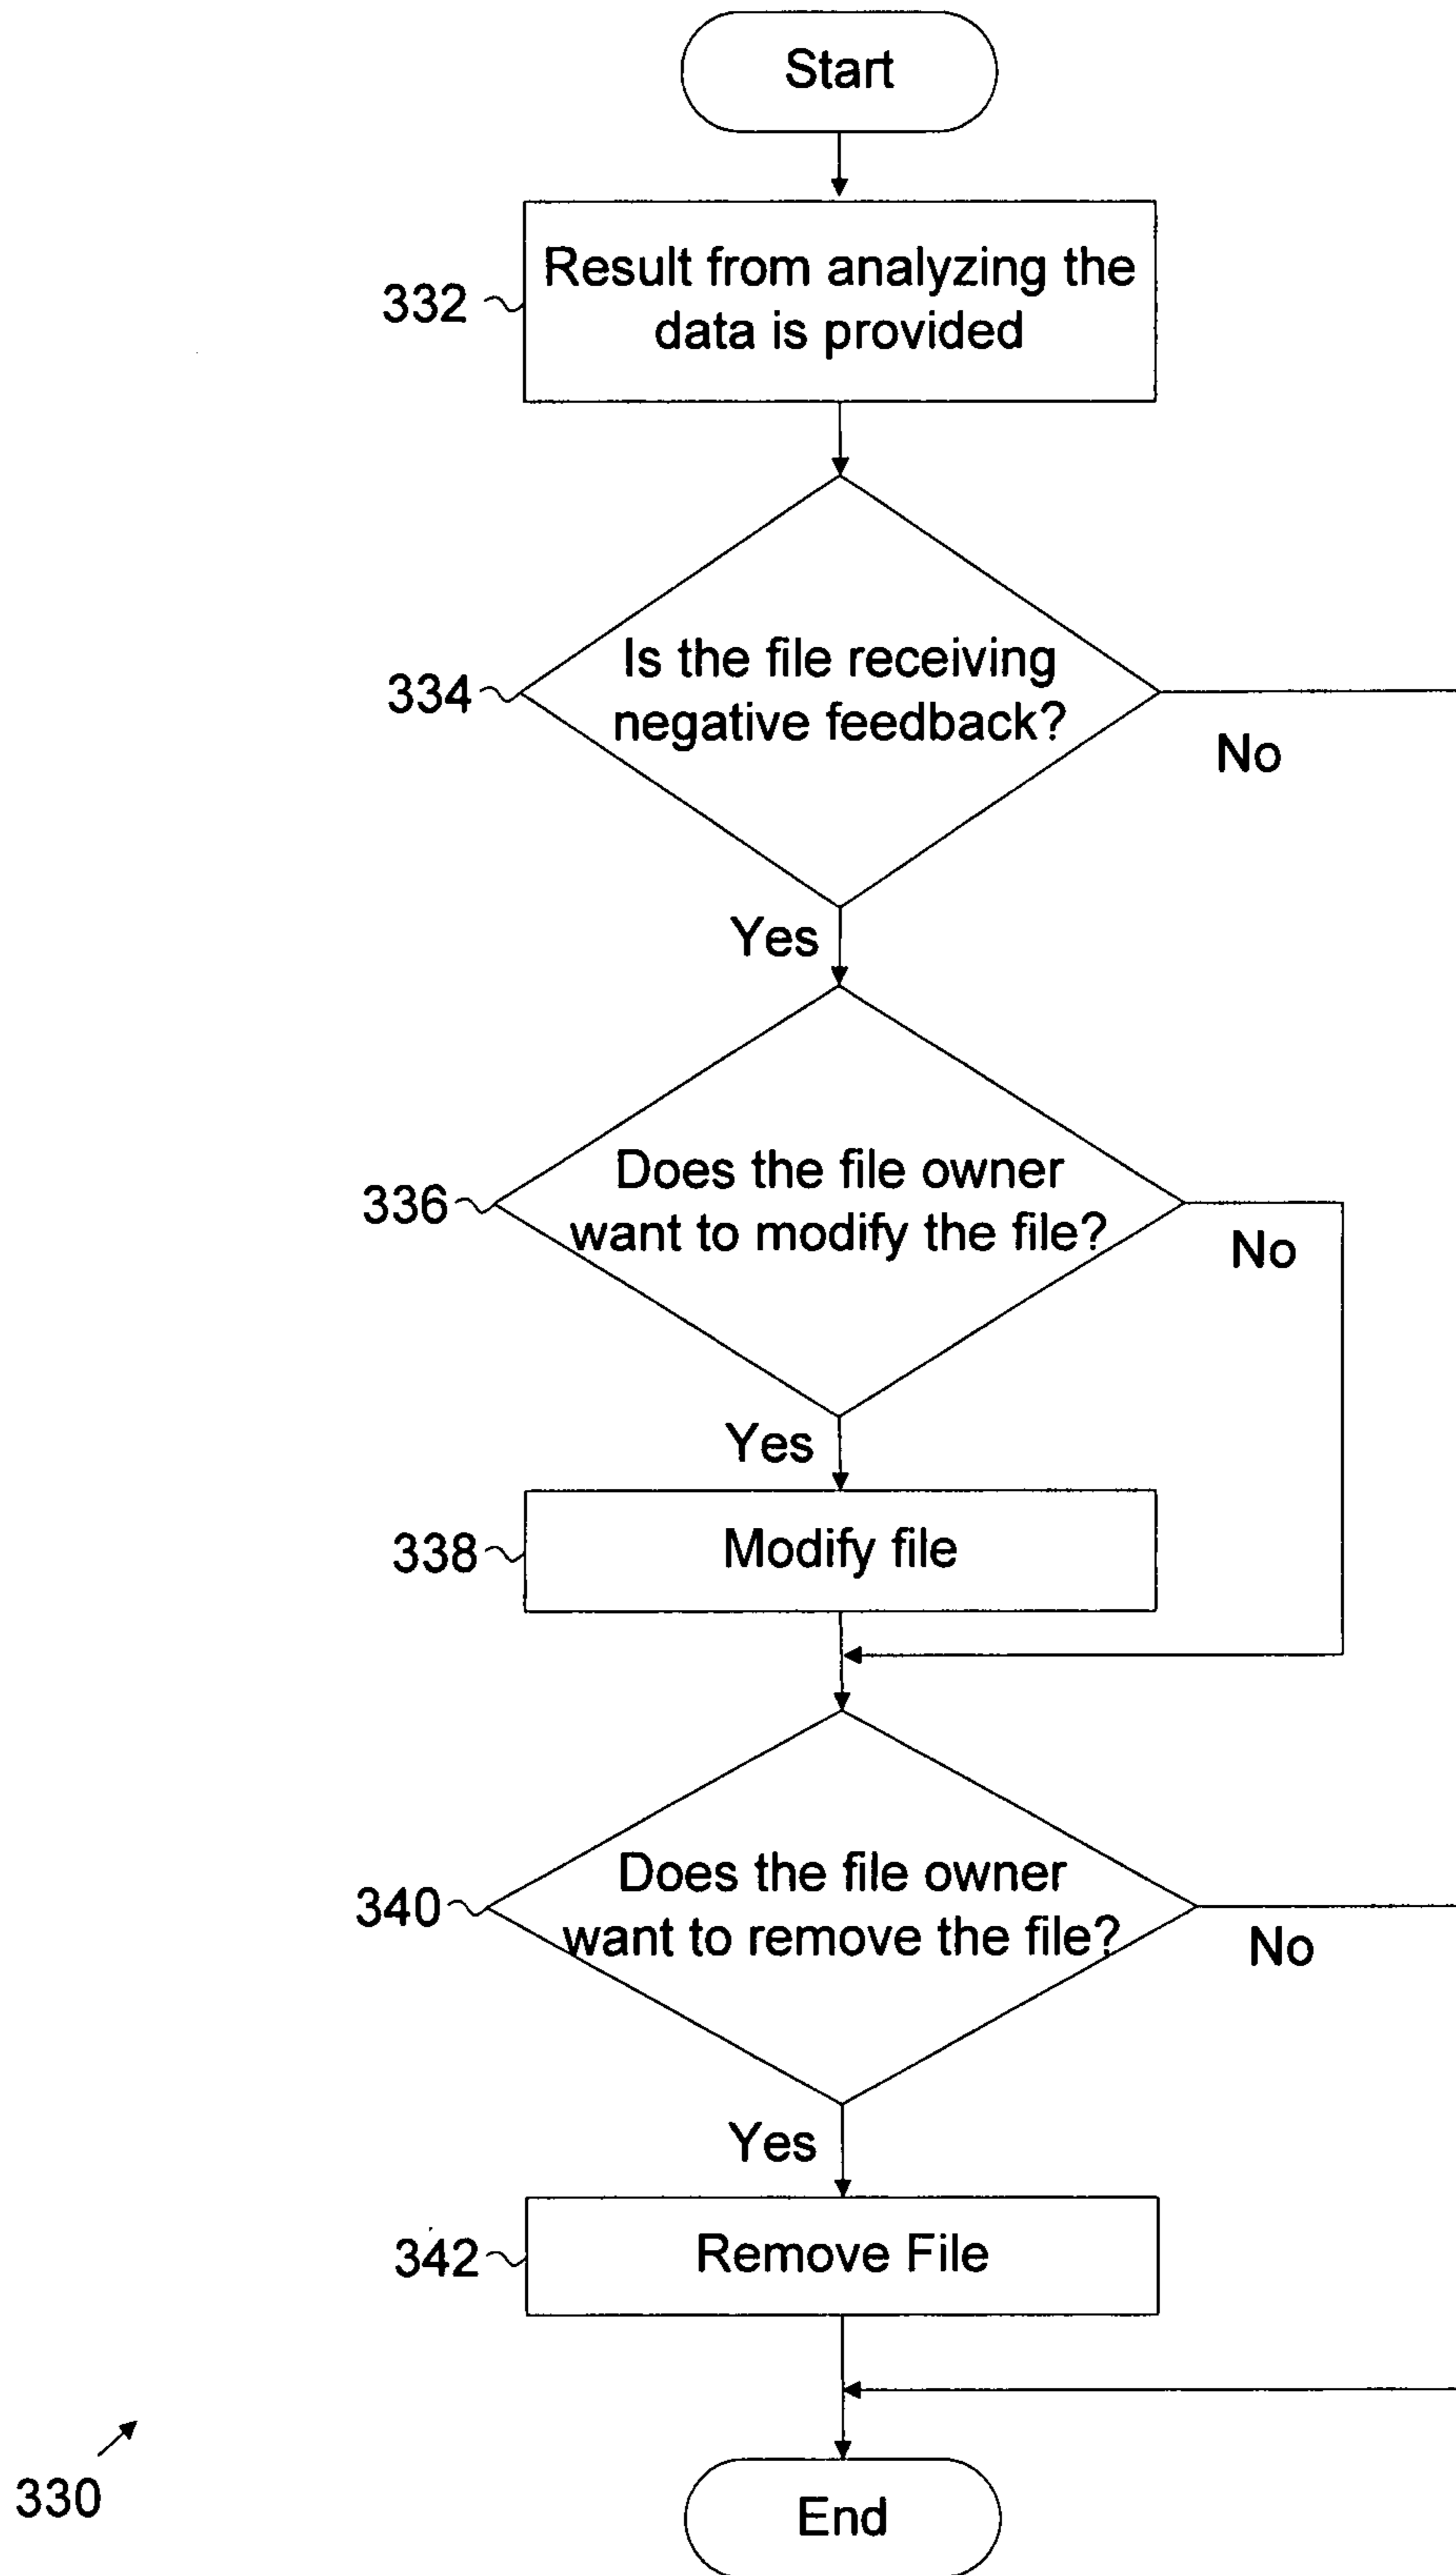 Start
332
Result from analyzing the
data is provided
334
Is the file receiving
negative feedback?
No
Yes
336
Does the file owner
want to modify the file?
No
Yes
338
Modify file
340
Does the file owner
want to remove the file?
No
Yes
342
Remove File
330
End